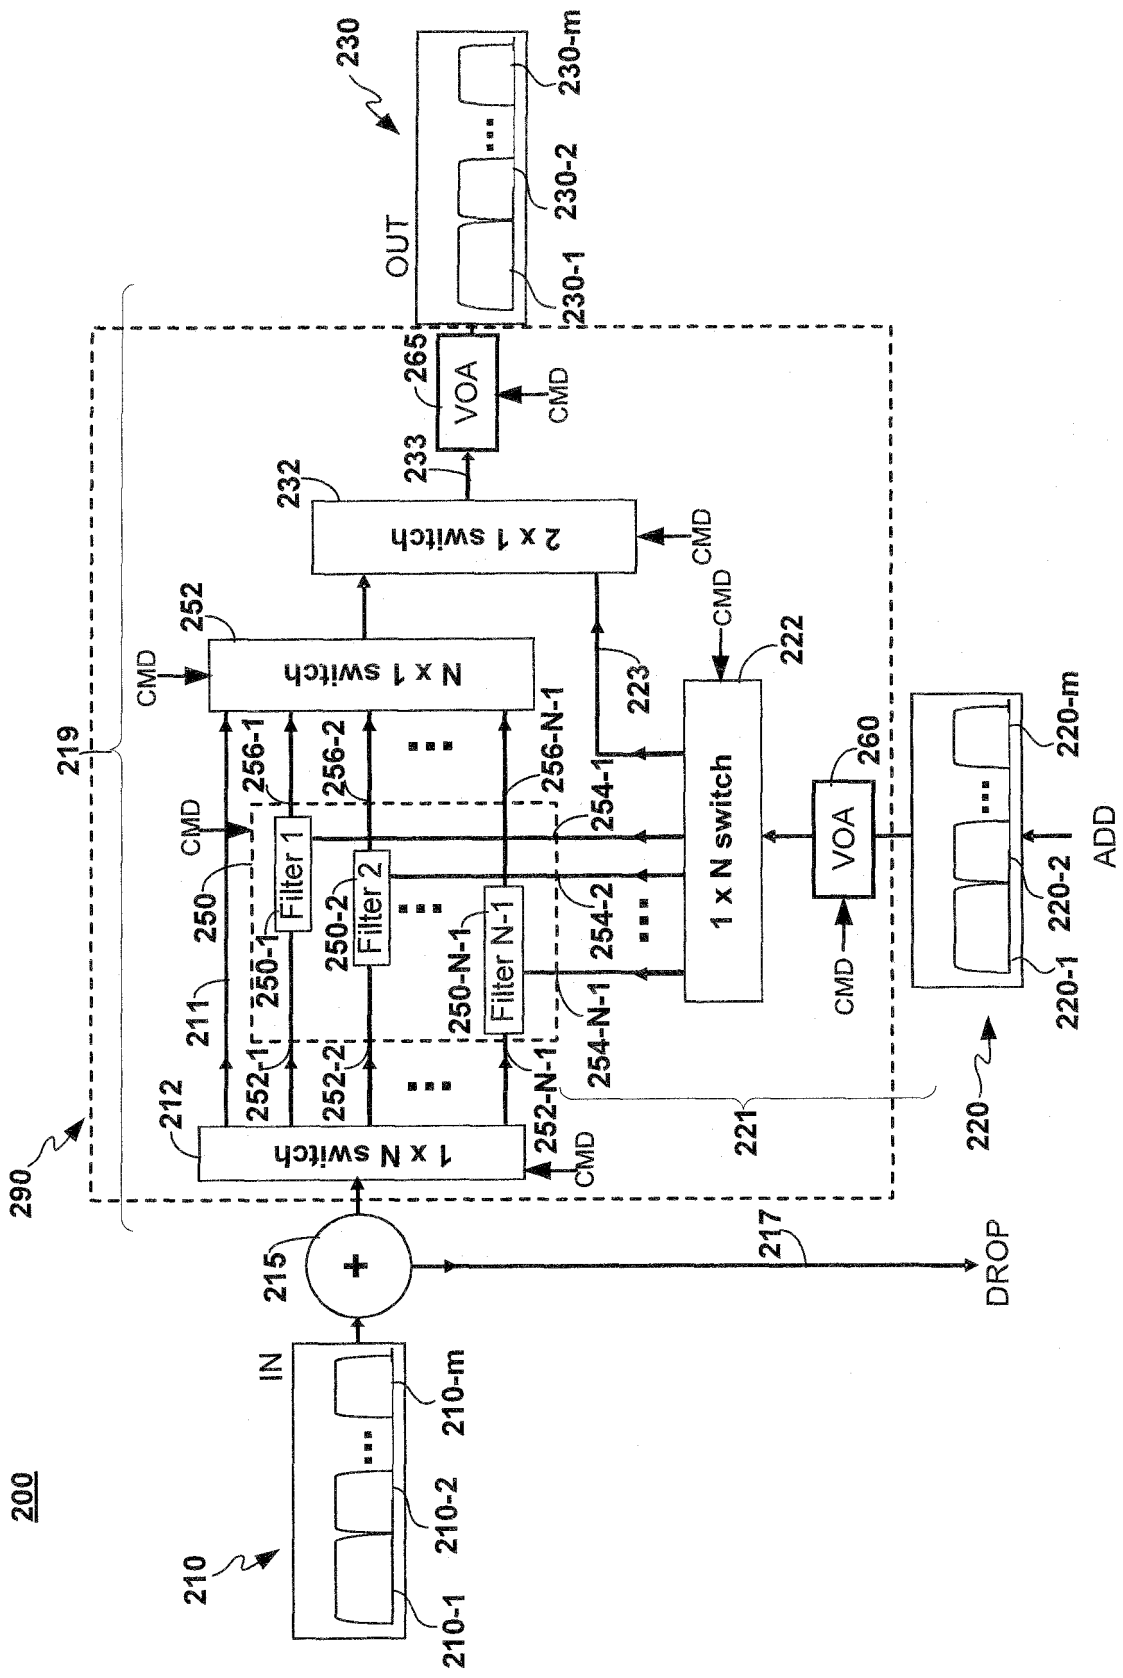 200
210
IN
210-1
210-2
210-m
215
+
217
DROP
290
219
212
1 x N switch
CMD
211
252-1
252-2
252-N-1
250
CMD
250-1
Filter 1
250-2
Filter 2
250-N-1
Filter N-1
256-1
256-2
256-N-1
254-1
254-2
254-N-1
221
CMD
252
N x 1 switch
232
2 x 1 switch
CMD
233
265
VOA
CMD
223
CMD
222
1 x N switch
260
VOA
CMD
220
220-1
220-2
220-m
ADD
OUT
230
230-1
230-2
230-m